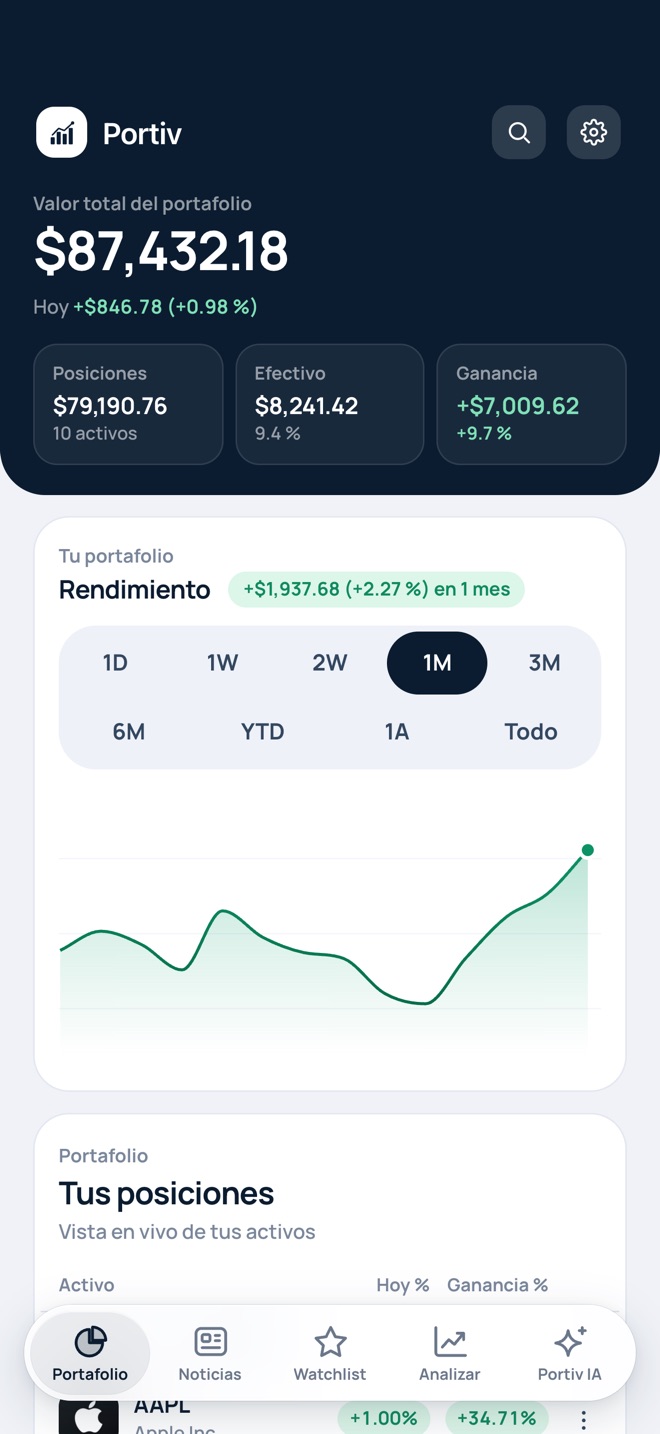 Portiv
Valor total del portafolio
$87,432.18
Hoy +$846.78 (+0.98 %)
Posiciones
$79,190.76
10 activos
Efectivo
$8,241.42
9.4 %
Ganancia
+$7,009.62
+9.7 %
Tu portafolio
Rendimiento +$1,937.68 (+2.27 %) en 1 mes
1D 1W 2W 1M 3M
6M YTD 1A Todo
Portafolio
Tus posiciones
Vista en vivo de tus activos
Activo Hoy % Ganancia %
Portafolio Noticias Watchlist Analizar Portiv IA
AAPL
Apple Inc
+1.00% +34.71%